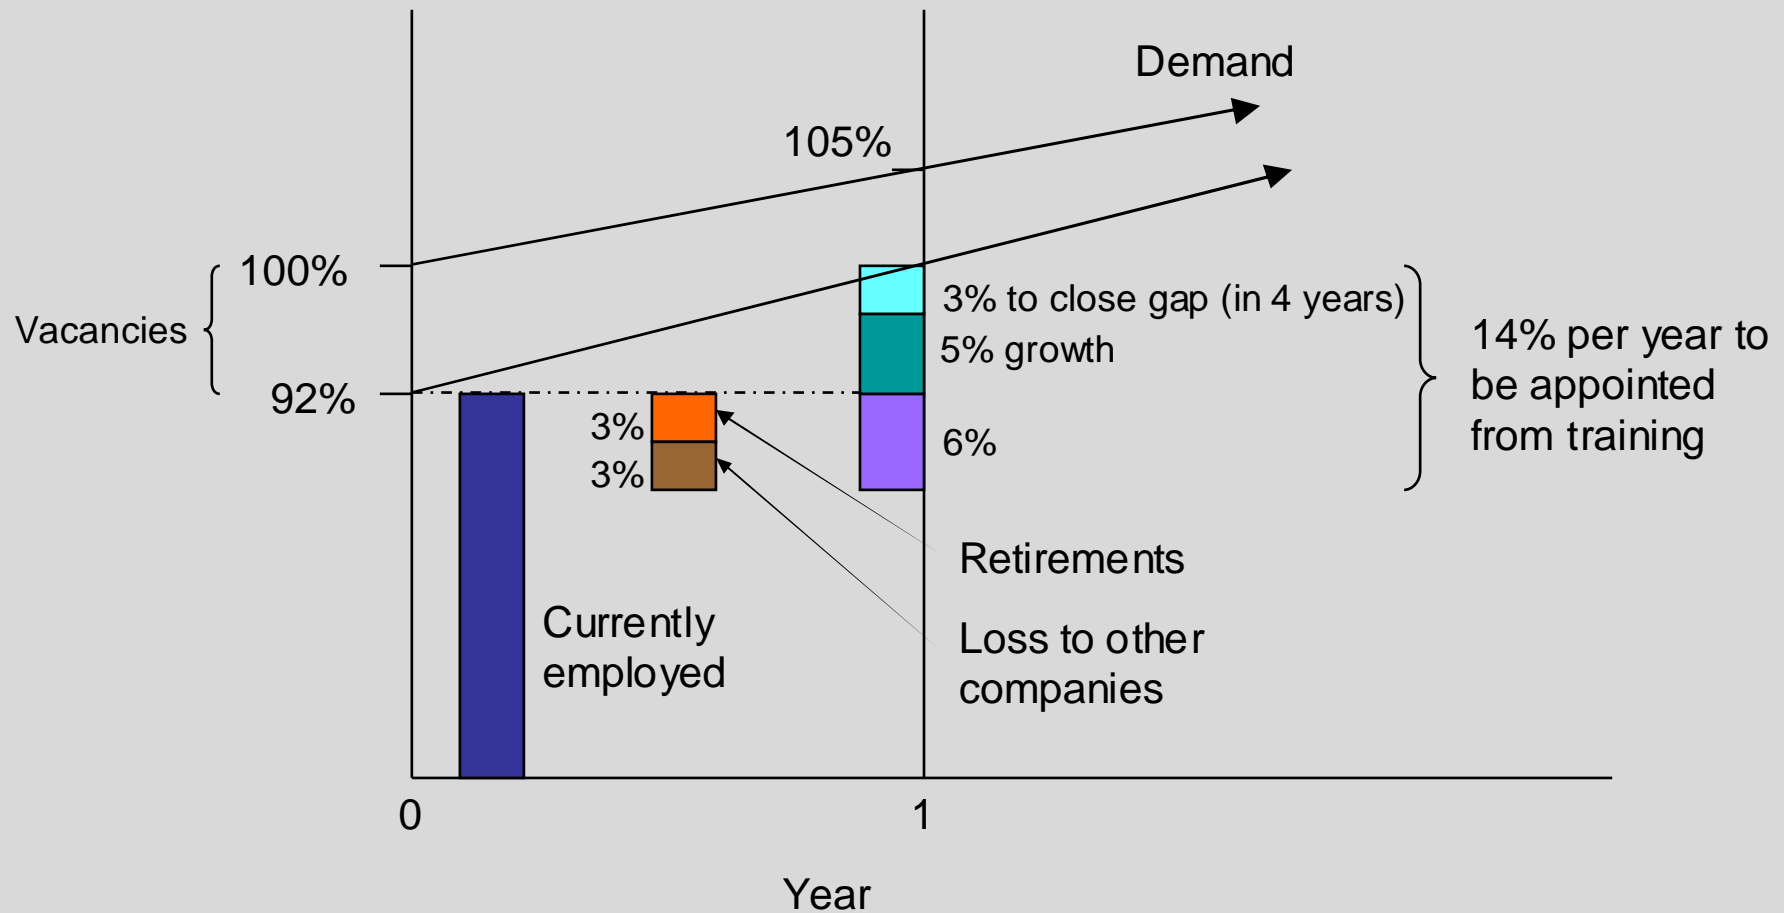 Demand
105%
100%
Vacancies
92%
3% to close gap (in 4 years)
5% growth
14% per year to
be appointed
from training
3%
3%
6%
Retirements
Currently
employed
Loss to other
companies
0
1
Year